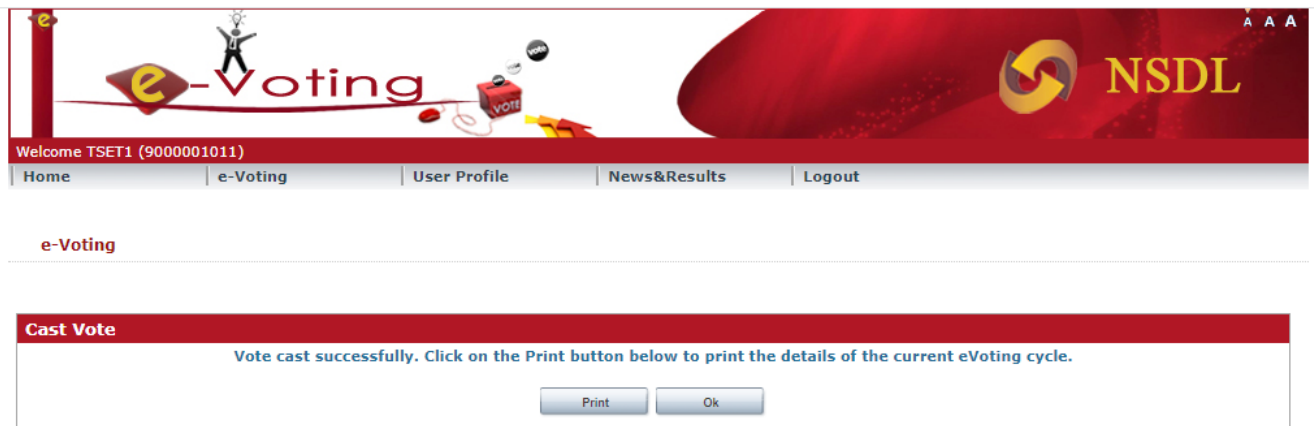 e
A A A
e-Voting
vote
VOTE
NSDL
Welcome TSET1 (9000001011)
Home e-Voting User Profile News&Results Logout
e-Voting
Cast Vote
Vote cast successfully. Click on the Print button below to print the details of the current eVoting cycle.
Print Ok